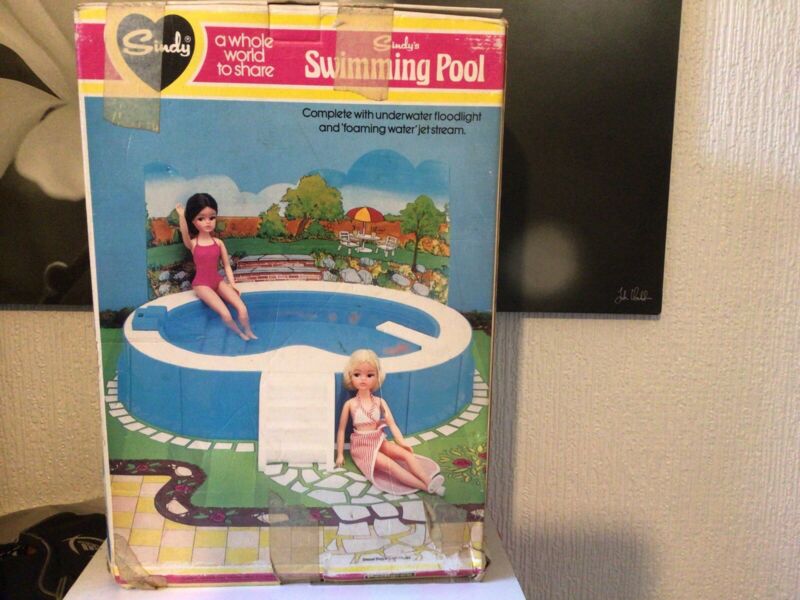 Sindy®
a whole
world
to share
Sindy's
Swimming Pool
Complete with underwater floodlight
and 'foaming water' jet stream.